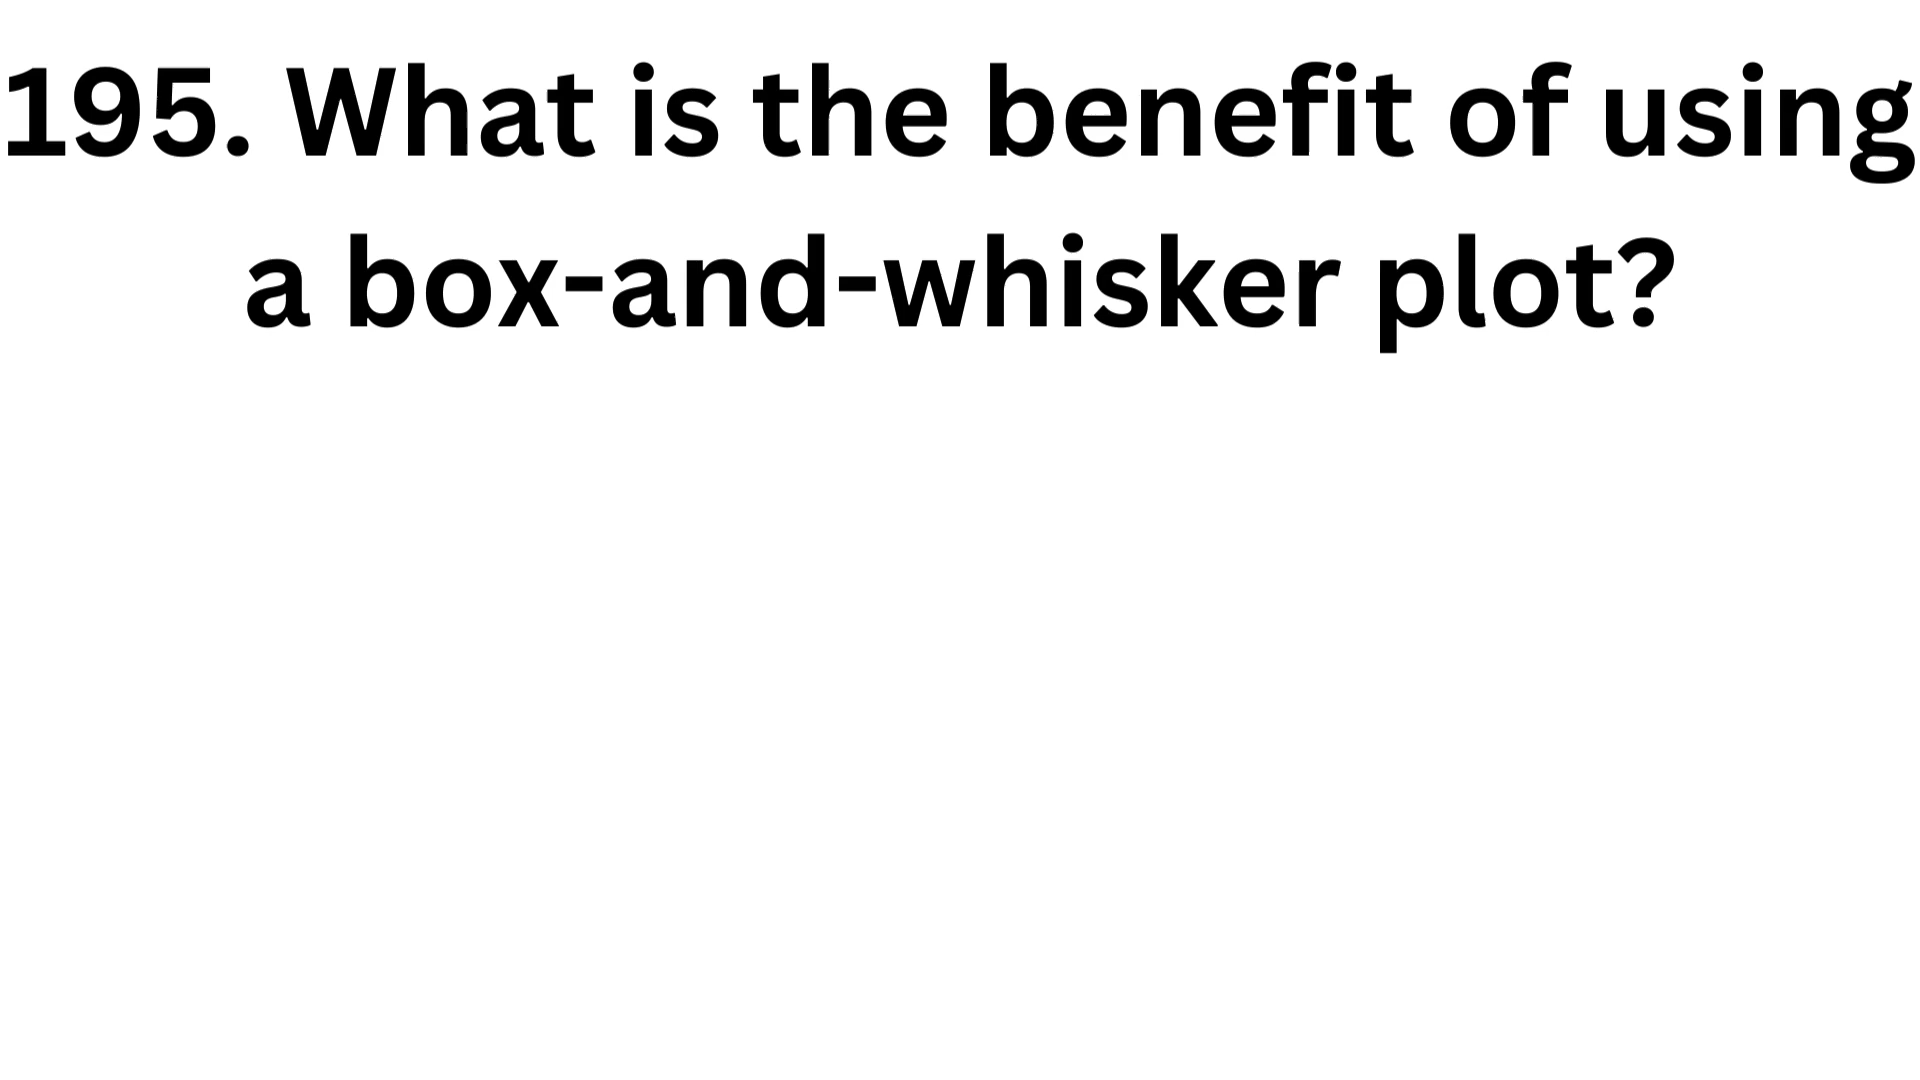 195. What is the benefit of using
a box-and-whisker plot?